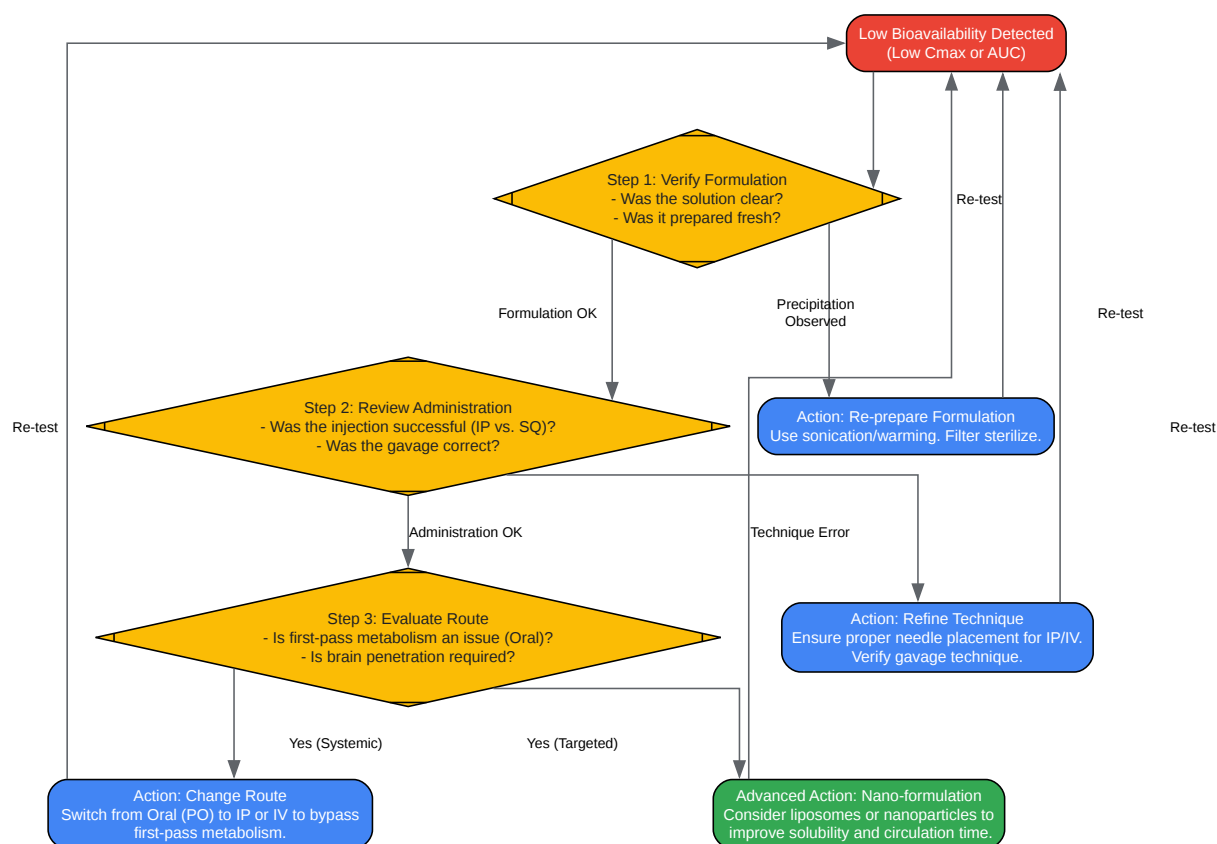 Low Bioavailability Detected
(Low Cmax or AUC)
Step 1: Verify Formulation
- Was the solution clear?
- Was it prepared fresh?
Re-test
Formulation OK
Precipitation
Observed
Re-test
Step 2: Review Administration
- Was the injection successful (IP vs. SQ)?
- Was the gavage correct?
Action: Re-prepare Formulation
Use sonication/warming. Filter sterilize.
Re-test
Re-test
Administration OK
Technique Error
Step 3: Evaluate Route
- Is first-pass metabolism an issue (Oral)?
- Is brain penetration required?
Action: Refine Technique
Ensure proper needle placement for IP/IV.
Verify gavage technique.
Yes (Systemic)
Yes (Targeted)
Action: Change Route
Switch from Oral (PO) to IP or IV to bypass
first-pass metabolism.
Advanced Action: Nano-formulation
Consider liposomes or nanoparticles to
improve solubility and circulation time.